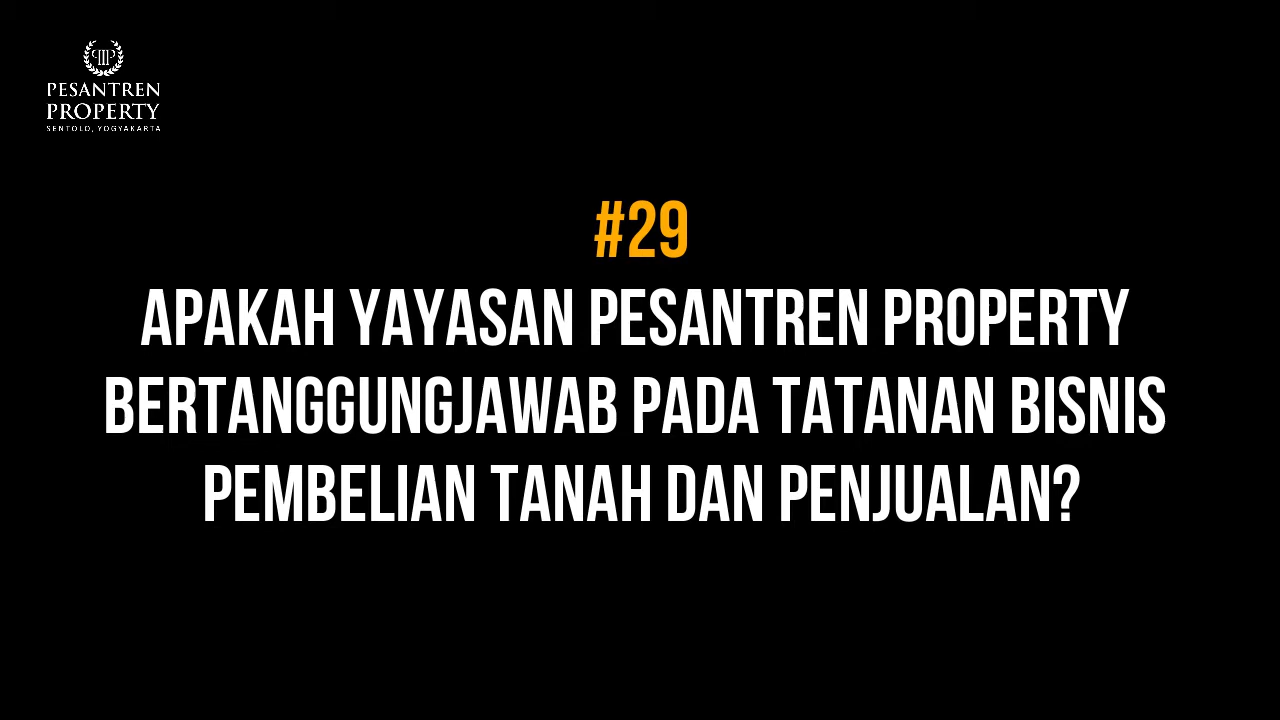 PESANTREN
PROPERTY
SENTOLO, YOGYAKARTA
#29
APAKAH YAYASAN PESANTREN PROPERTY
BERTANGGUNGJAWAB PADA TATANAN BISNIS
PEMBELIAN TANAH DAN PENJUALAN?